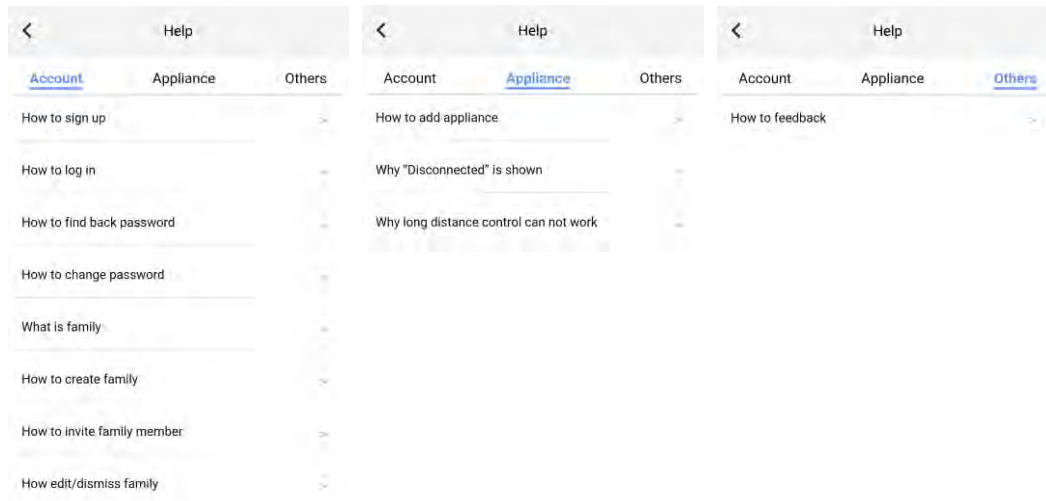 Help
Account Appliance Others
How to sign up
How to log in
How to find back password
How to change password
What is family
How to create family
How to invite family member
How edit/dismiss family
Help
Account Appliance Others
How to add appliance
Why "Disconnected" is shown
Why long distance control can not work
Help
Account Appliance Others
How to feedback